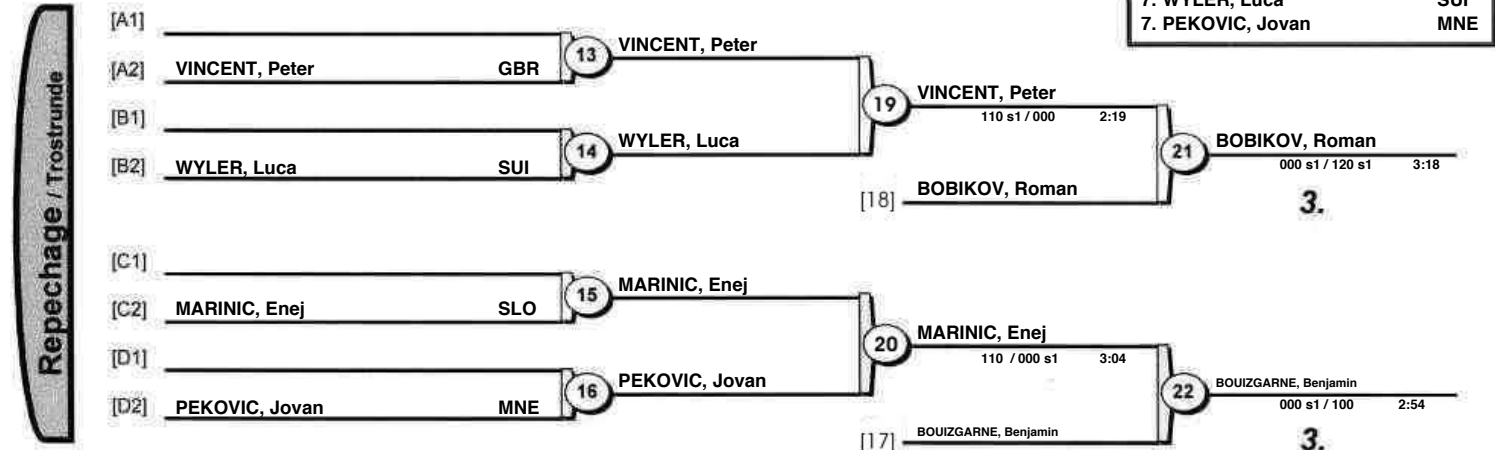 7. WYLER, Luca SUI
7. PEKOVIC, Jovan MNE
Repechage / Trostrunde
[A1]
[A2] VINCENT, Peter GBR
13 VINCENT, Peter
[B1]
[B2] WYLER, Luca SUI
14 WYLER, Luca
19 VINCENT, Peter
110 s1 / 000 2:19
[18] BOBIKOV, Roman
21 BOBIKOV, Roman
000 s1 / 120 s1 3:18
3.
[C1]
[C2] MARINIC, Enej SLO
15 MARINIC, Enej
[D1]
[D2] PEKOVIC, Jovan MNE
16 PEKOVIC, Jovan
20 MARINIC, Enej
110 / 000 s1 3:04
[17] BOUIZGARNE, Benjamin
22 BOUIZGARNE, Benjamin
000 s1 / 100 2:54
3.